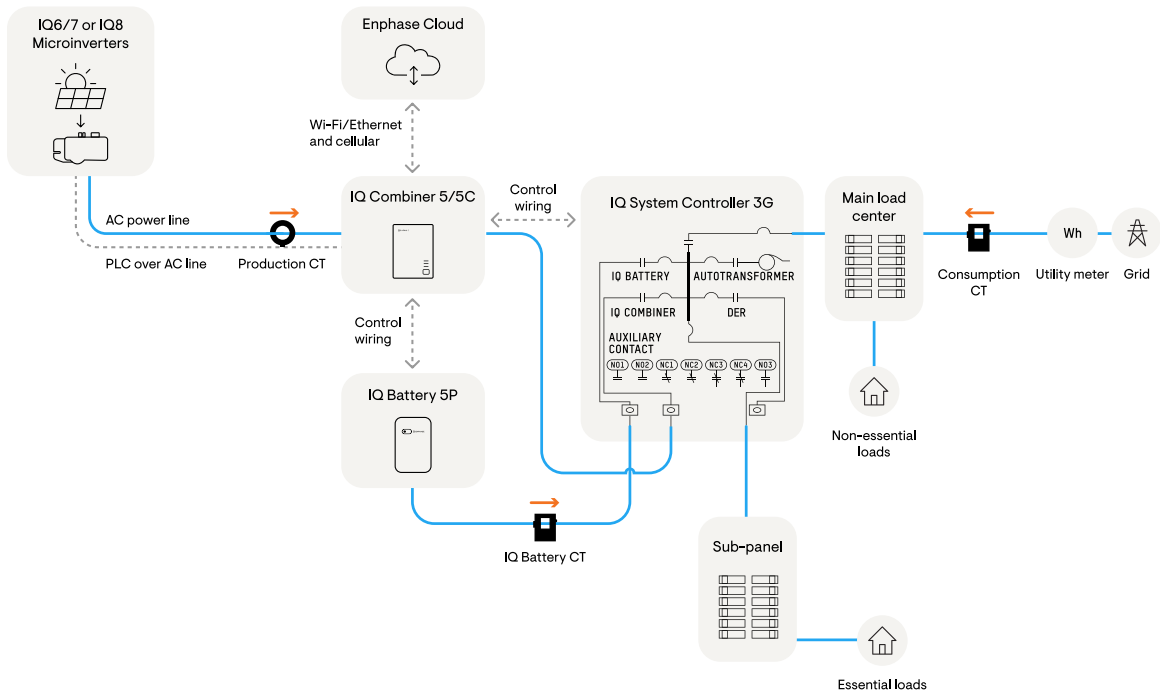 IQ6/7 or IQ8
Microinverters
Enphase Cloud
Wi-Fi/Ethernet
and cellular
AC power line
PLC over AC line
Production CT
IQ Combiner 5/5C
Control
wiring
IQ System Controller 3G
IQ BATTERY
AUTOTRANSFORMER
IQ COMBINER
DER
AUXILIARY
CONTACT
NO1 NO2 NC1 NC2 NC3 NC4 NO3
Main load
center
Consumption
CT
Wh
Utility meter
Grid
Control
wiring
IQ Battery 5P
IQ Battery CT
Non-essential
loads
Sub-panel
Essential loads